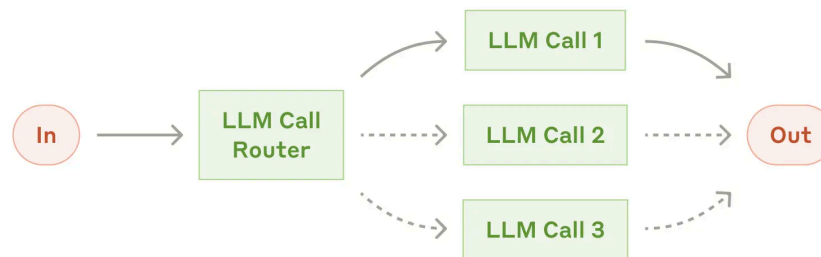 In
LLM Call
Router
LLM Call 1
LLM Call 2
LLM Call 3
Out